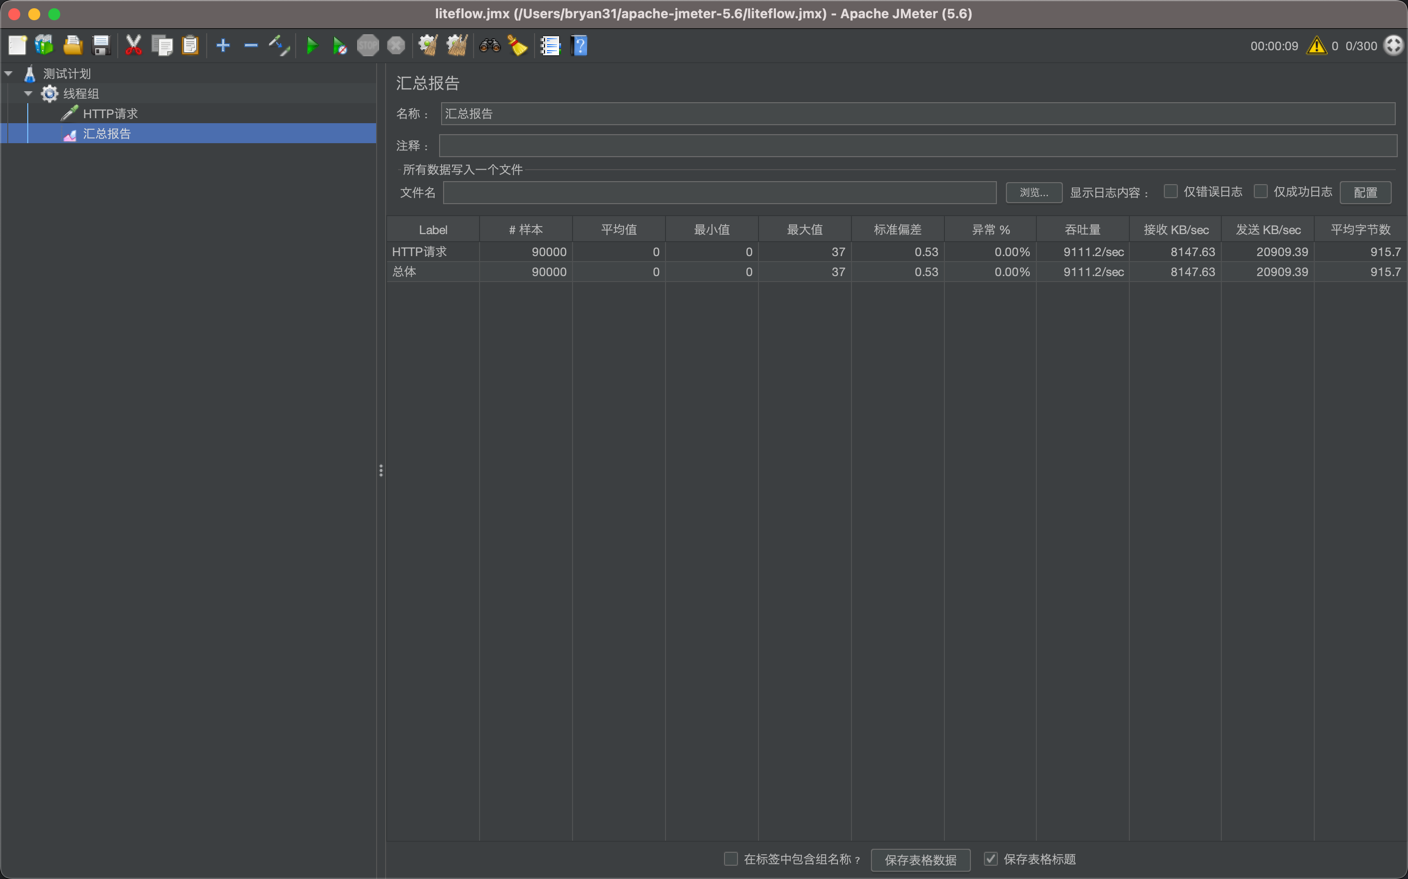 liteflow.jmx (/Users/bryan31/apache-jmeter-5.6/liteflow.jmx) - Apache JMeter (5.6)
STOP
?
00:00:09 0 0/300
测试计划
线程组
HTTP请求
汇总报告
汇总报告
名称： 汇总报告
注释：
所有数据写入一个文件
文件名 浏览... 显示日志内容： 仅错误日志 仅成功日志 配置
Label # 样本 平均值 最小值 最大值 标准偏差 异常 % 吞吐量 接收 KB/sec 发送 KB/sec 平均字节数
HTTP请求 90000 0 0 37 0.53 0.00% 9111.2/sec 8147.63 20909.39 915.7
总体 90000 0 0 37 0.53 0.00% 9111.2/sec 8147.63 20909.39 915.7
在标签中包含组名称？ 保存表格数据 保存表格标题